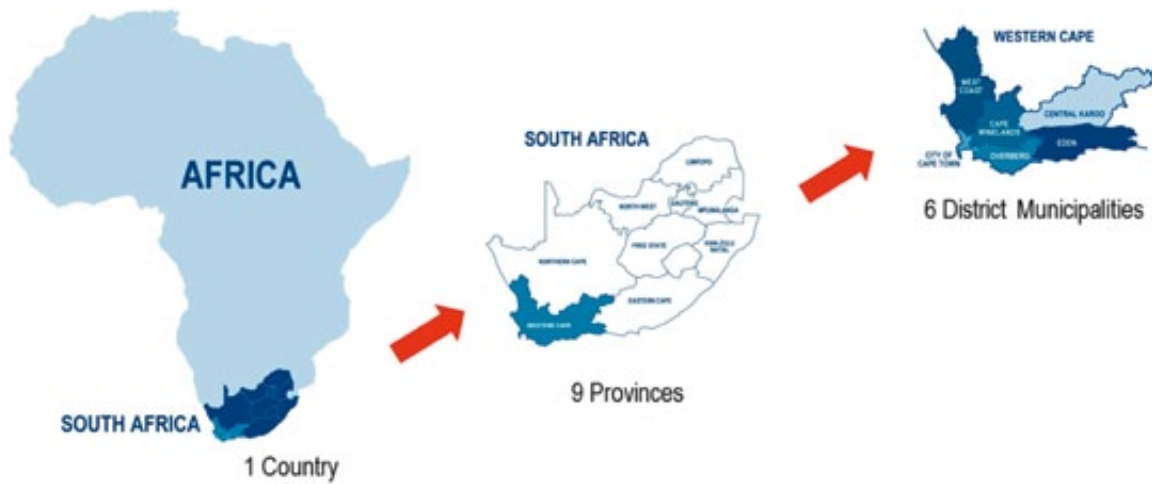 AFRICA
SOUTH AFRICA
1 Country
SOUTH AFRICA
LIMPOPO
NORTH WEST
GAUTENG
MPUMALANGA
FREE STATE
KWAZULU
NATAL
NORTHERN CAPE
EASTERN CAPE
WESTERN CAPE
9 Provinces
WESTERN CAPE
WEST
COAST
CENTRAL KAROO
CAPE
WINELANDS
EDEN
OVERBERG
CITY OF
CAPE TOWN
6 District Municipalities